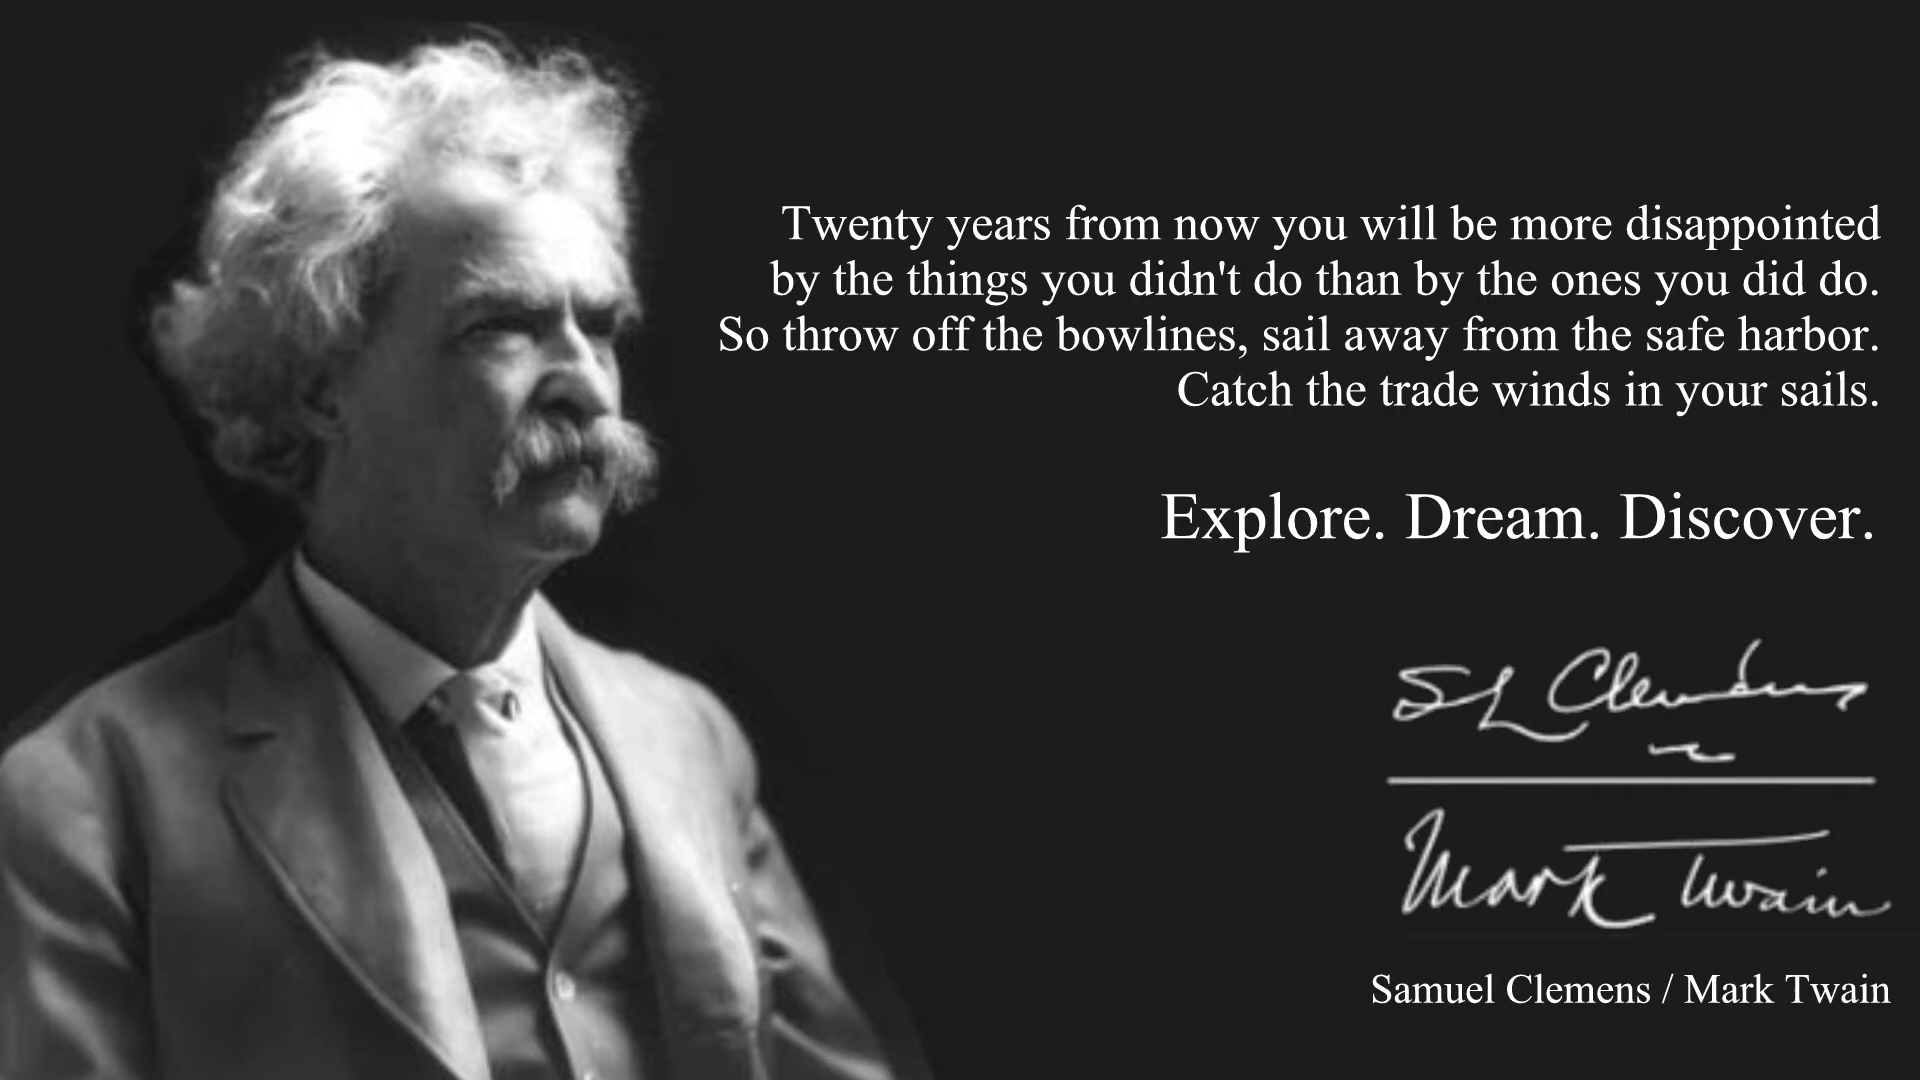 Twenty years from now you will be more disappointed
by the things you didn't do than by the ones you did do.
So throw off the bowlines, sail away from the safe harbor.
Catch the trade winds in your sails.
Explore. Dream. Discover.
SL Clemens
Mark Twain
Samuel Clemens / Mark Twain